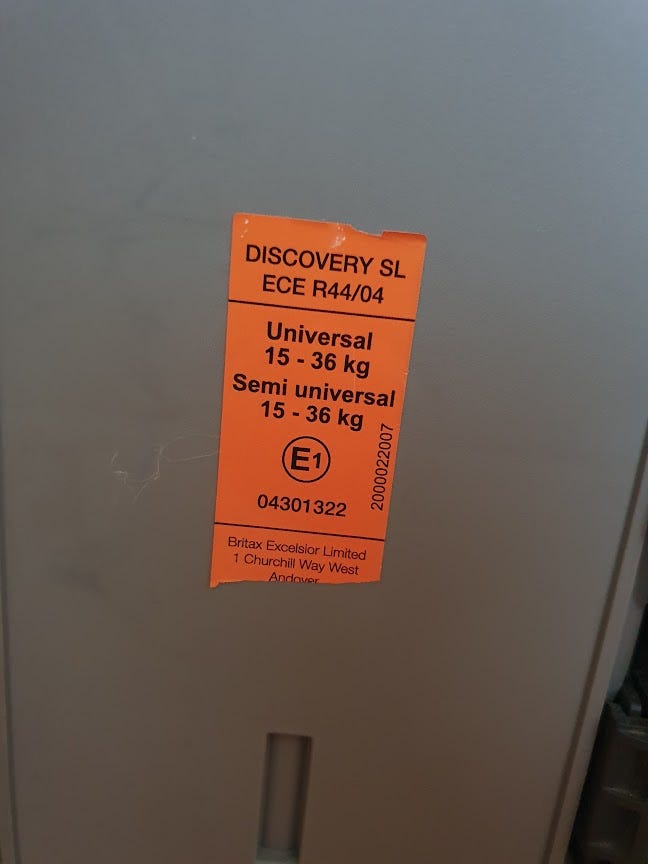 DISCOVERY SL
ECE R44/04
Universal
15 - 36 kg
Semi universal
15 - 36 kg
E1
04301322
2000022007
Britax Excelsior Limited
1 Churchill Way West
Andover